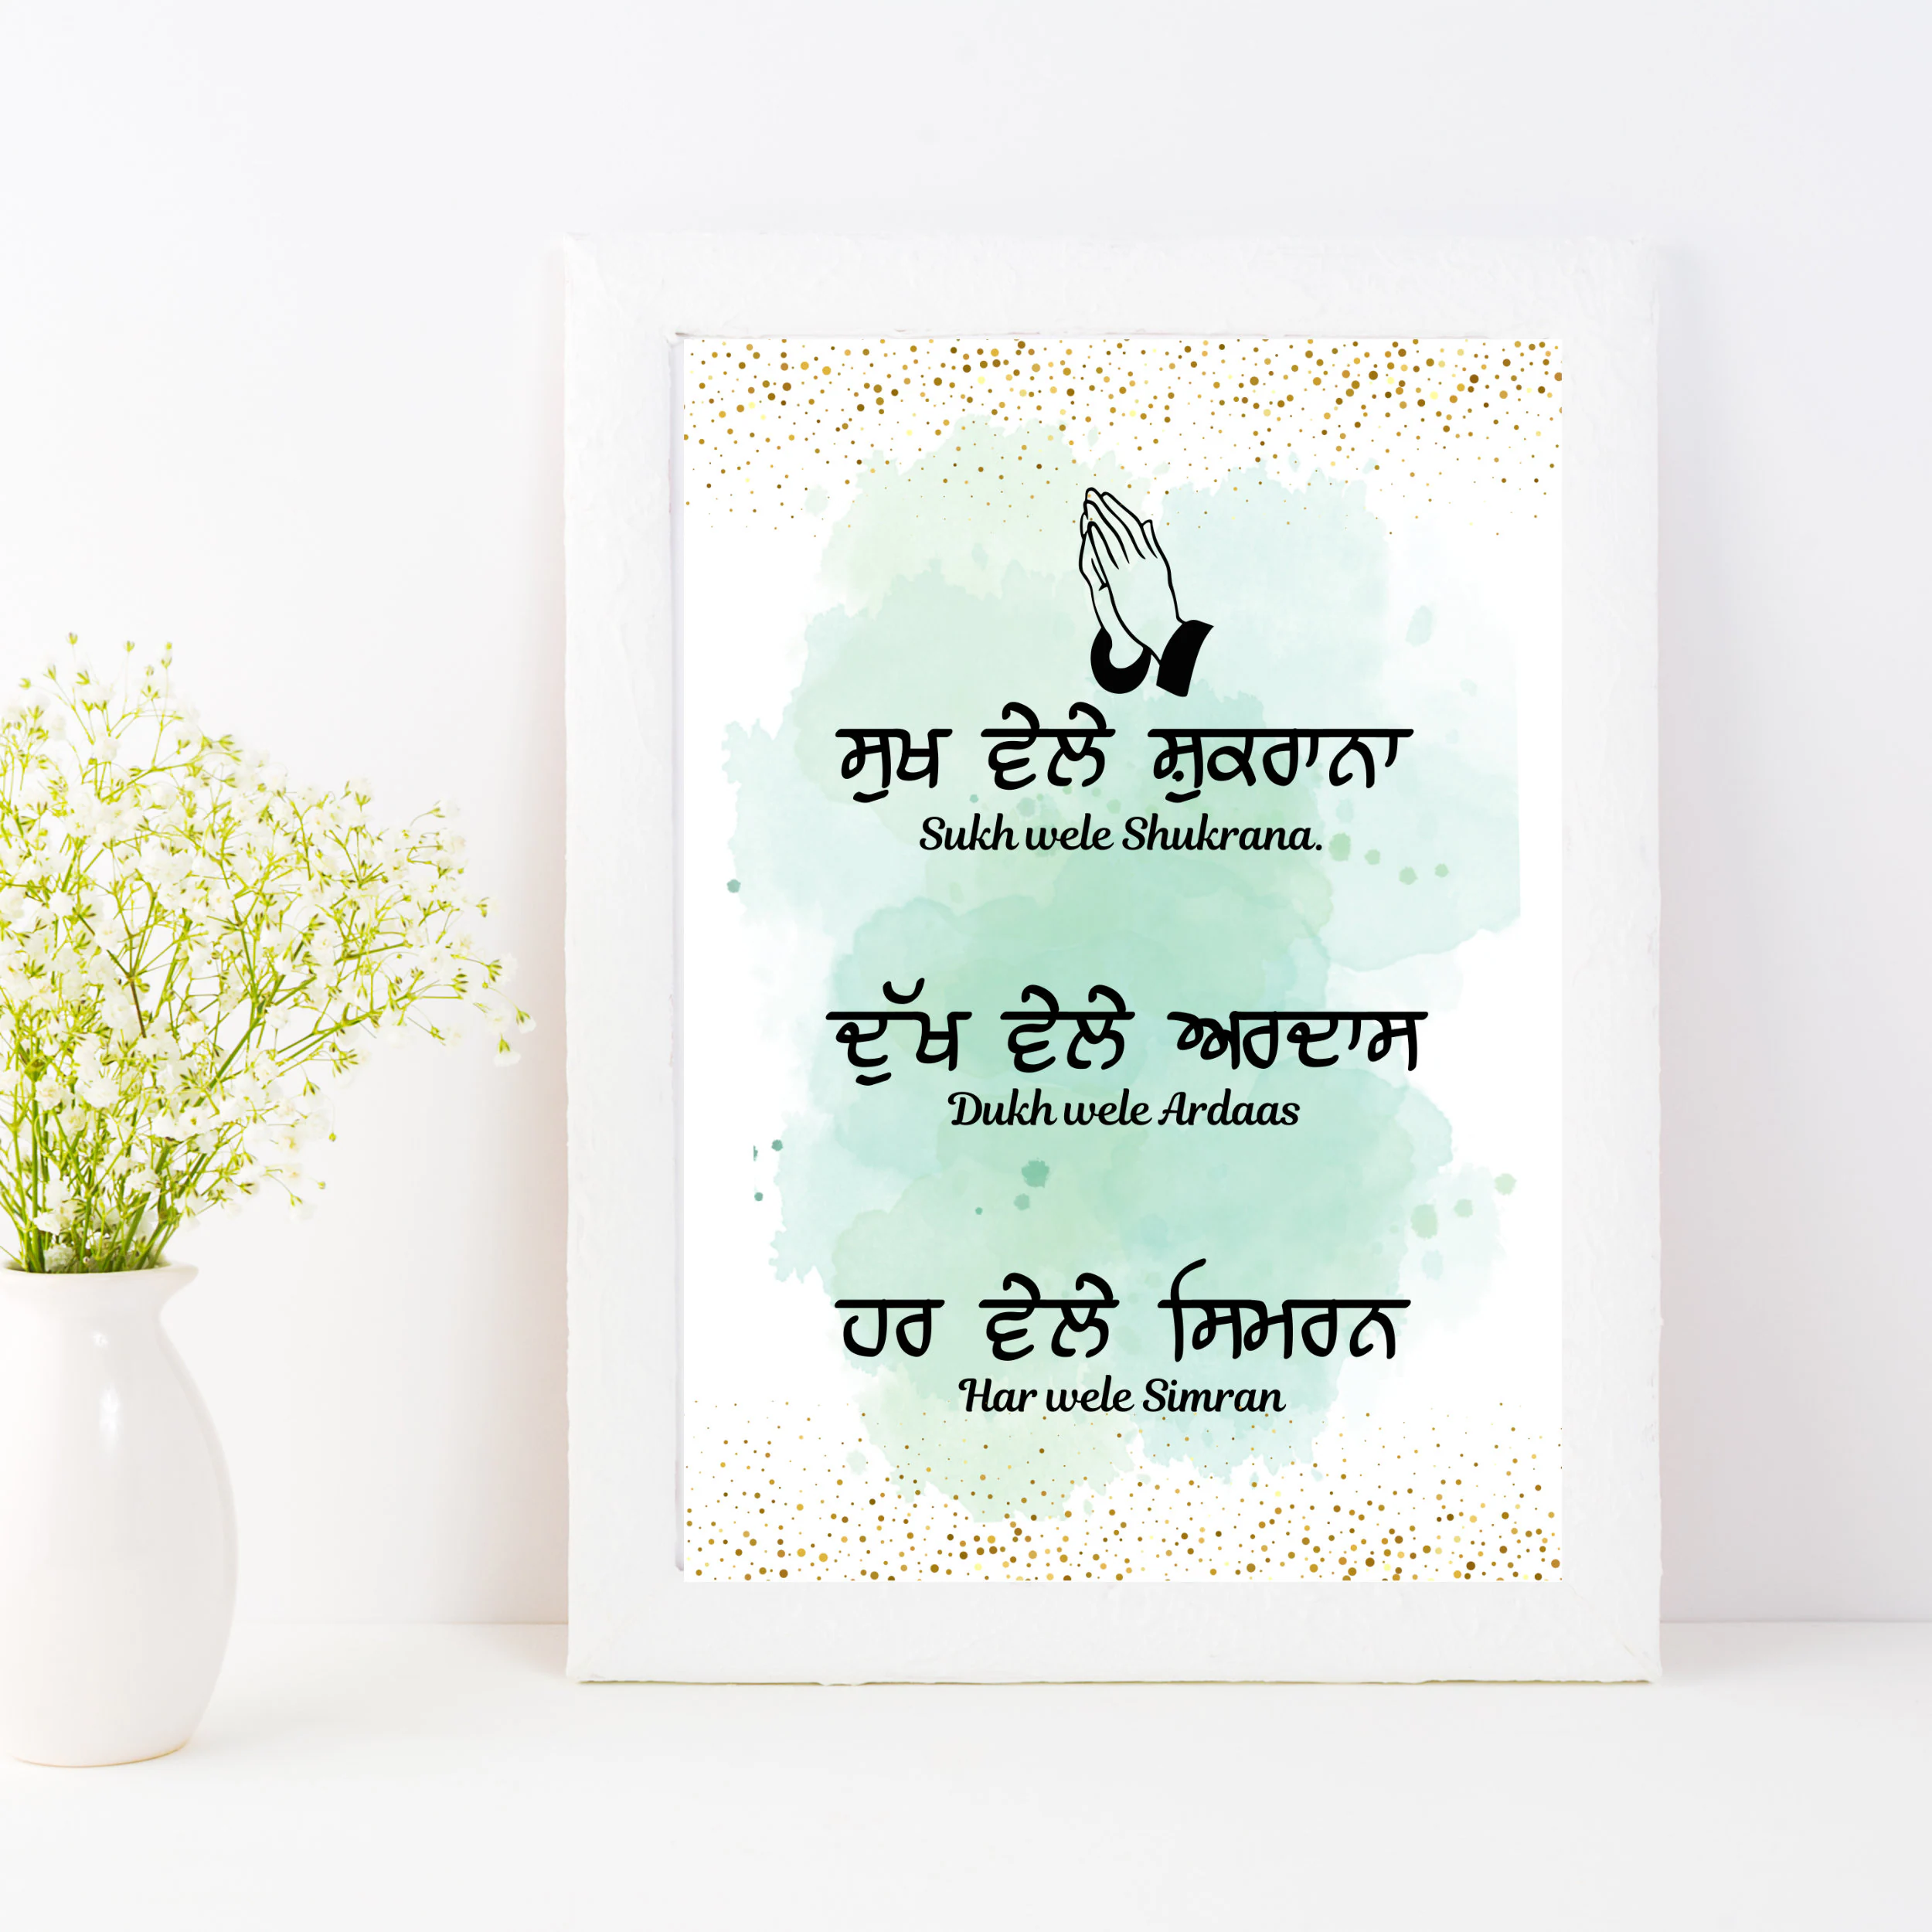 ਸੁਖ ਵੇਲੇ ਸ਼ੁਕਰਾਨਾ
Sukh wele Shukrana.
ਦੁੱਖ ਵੇਲੇ ਅਰਦਾਸ
Dukh wele Ardaas
ਹਰ ਵੇਲੇ ਸਿਮਰਨ
Har wele Simran